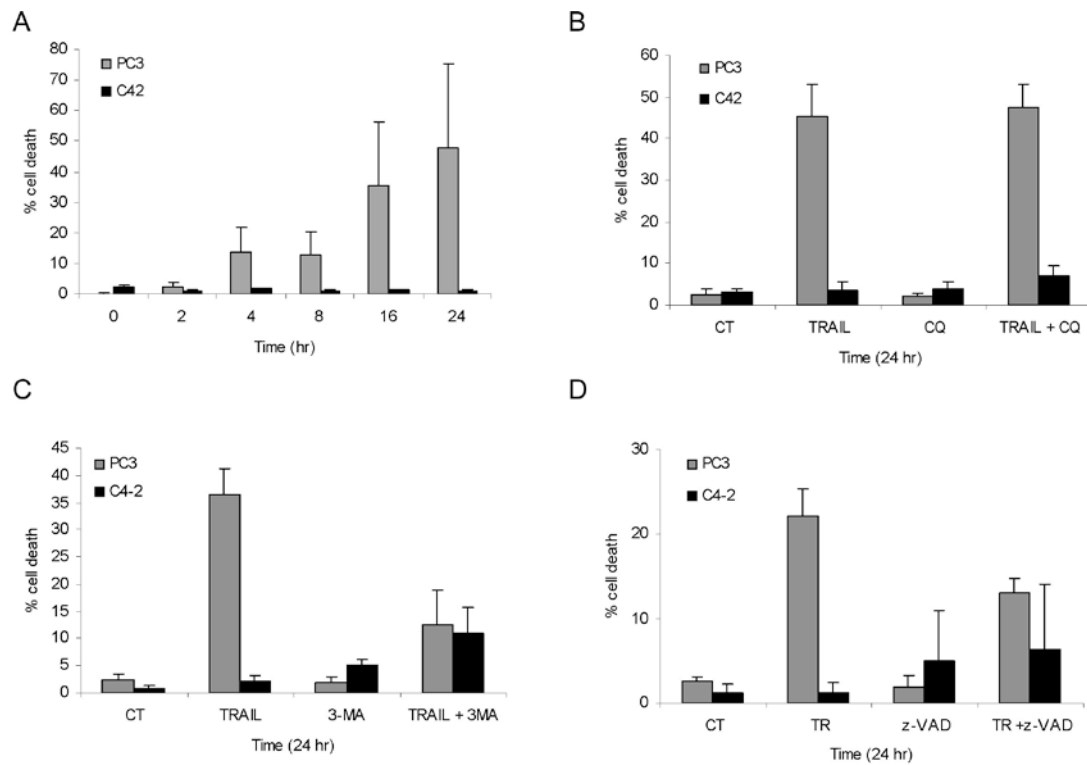 A
80
70
60
50
40
30
20
10
0
% cell death
PC3
C42
0 2 4 8 16 24
Time (hr)
B
60
50
40
30
20
10
0
% cell death
PC3
C42
CT TRAIL CQ TRAIL + CQ
Time (24 hr)
C
45
40
35
30
25
20
15
10
5
0
% cell death
PC3
C4-2
CT TRAIL 3-MA TRAIL + 3MA
Time (24 hr)
D
30
20
10
0
% cell death
PC3
C4-2
CT TR z-VAD TR +z-VAD
Time (24 hr)